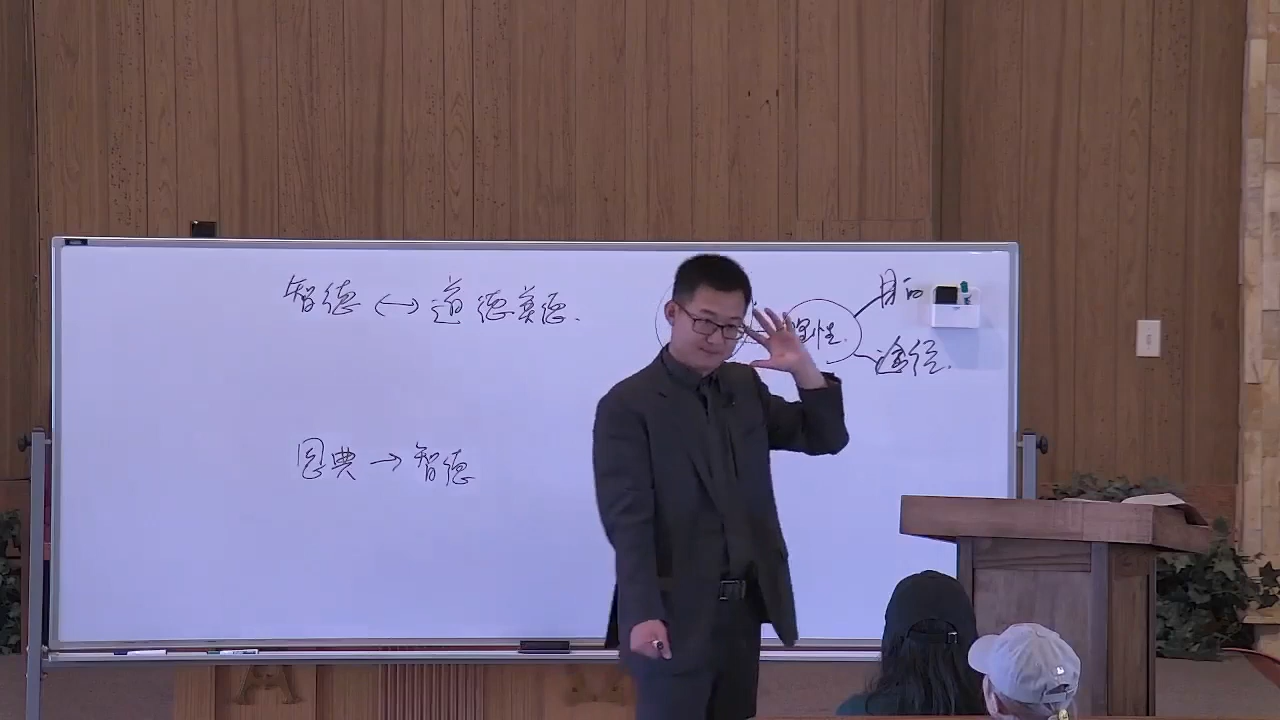 智德 ↔ 道德美德.
理性.
目的
途径.
恩典 → 智德